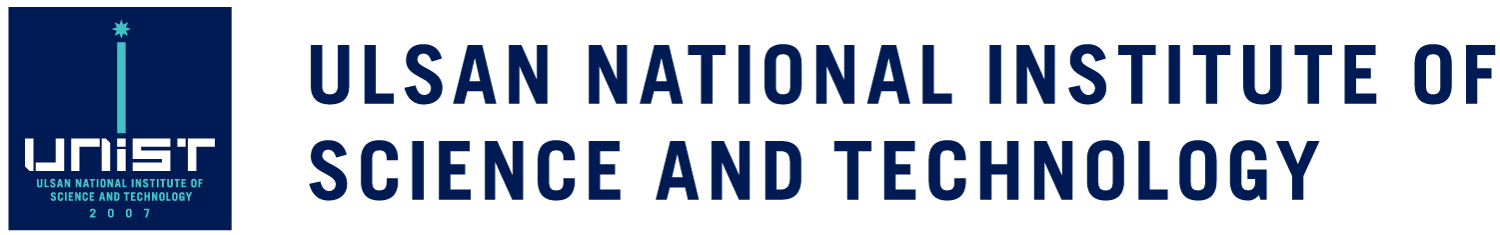 UNiST
ULSAN NATIONAL INSTITUTE OF
SCIENCE AND TECHNOLOGY
2007
ULSAN NATIONAL INSTITUTE OF
SCIENCE AND TECHNOLOGY